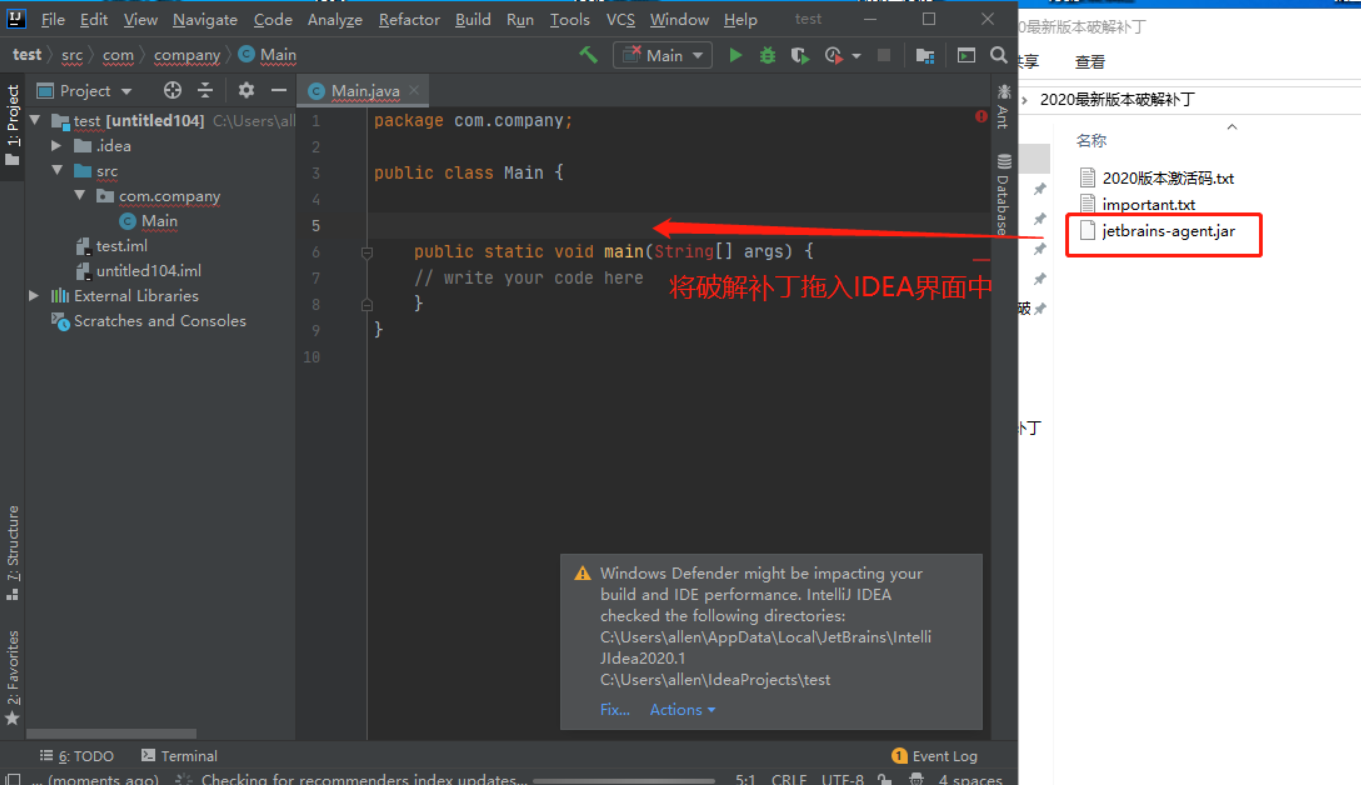 File Edit View Navigate Code Analyze Refactor Build Run Tools VCS Window Help test
test src com company Main
Main
Project
Main.java
1: Project
test [untitled104] C:\Users\all
.idea
src
com.company
Main
test.iml
untitled104.iml
External Libraries
Scratches and Consoles
7: Structure
2: Favorites
1 package com.company;
2
3 public class Main {
4
5
6 public static void main(String[] args) {
7 // write your code here
8 }
9 }
10
将破解补丁拖入IDEA界面中
Ant
Database
Windows Defender might be impacting your
build and IDE performance. IntelliJ IDEA
checked the following directories:
C:\Users\allen\AppData\Local\JetBrains\Intelli
JIdea2020.1
C:\Users\allen\IdeaProjects\test
Fix... Actions
6: TODO Terminal
1 Event Log
... (moments ago) Checking for recommenders index updates... 5:1 CRLF UTF-8 4 spaces
2020最新版本破解补丁
查看
2020最新版本破解补丁
名称
2020版本激活码.txt
important.txt
jetbrains-agent.jar